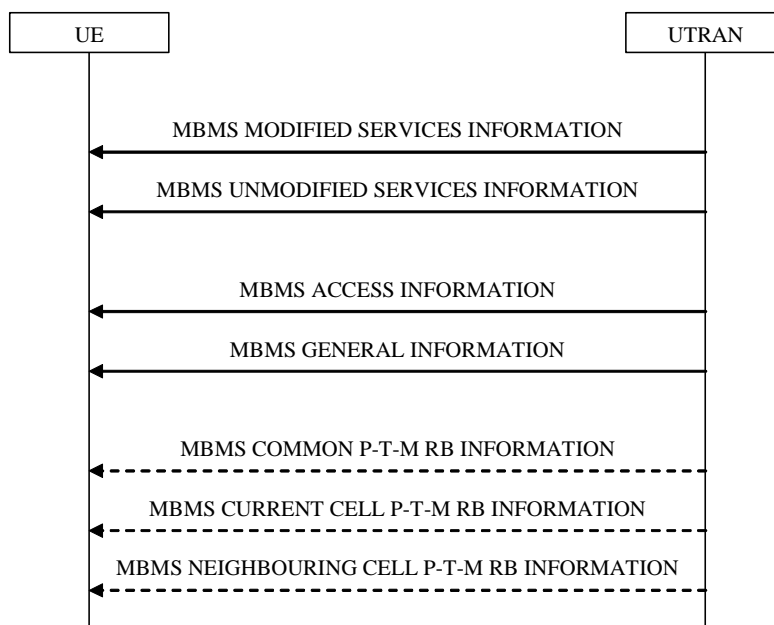 UE
UTRAN
MBMS MODIFIED SERVICES INFORMATION
MBMS UNMODIFIED SERVICES INFORMATION
MBMS ACCESS INFORMATION
MBMS GENERAL INFORMATION
MBMS COMMON P-T-M RB INFORMATION
MBMS CURRENT CELL P-T-M RB INFORMATION
MBMS NEIGHBOURING CELL P-T-M RB INFORMATION